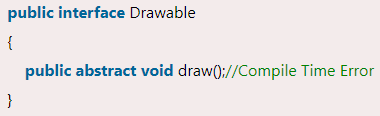 public interface Drawable
{
public abstract void draw();//Compile Time Error
}